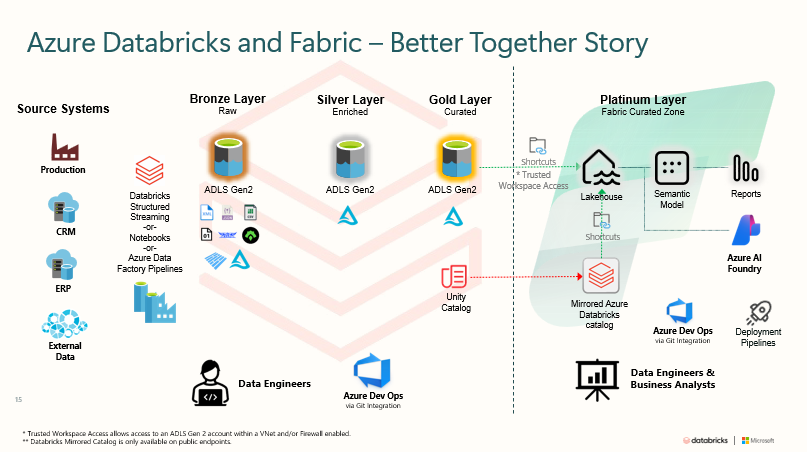 Azure Databricks and Fabric – Better Together Story
Source Systems
Production
CRM
ERP
External
Data
Databricks
Structured
Streaming
-or-
Notebooks
-or-
Azure Data
Factory Pipelines
Bronze Layer
Raw
ADLS Gen2
Silver Layer
Enriched
ADLS Gen2
Gold Layer
Curated
ADLS Gen2
Unity
Catalog
Shortcuts
* Trusted
Workspace Access
Platinum Layer
Fabric Curated Zone
Lakehouse
Semantic
Model
Reports
Shortcuts
Azure AI
Foundry
Mirrored Azure
Databricks
catalog
Azure Dev Ops
via Git Integration
Deployment
Pipelines
Data Engineers
Azure Dev Ops
via Git Integration
Data Engineers &
Business Analysts
15
* Trusted Workspace Access allows access to an ADLS Gen 2 account within a VNet and/or Firewall enabled.
** Databricks Mirrored Catalog is only available on public endpoints.
databricks | Microsoft